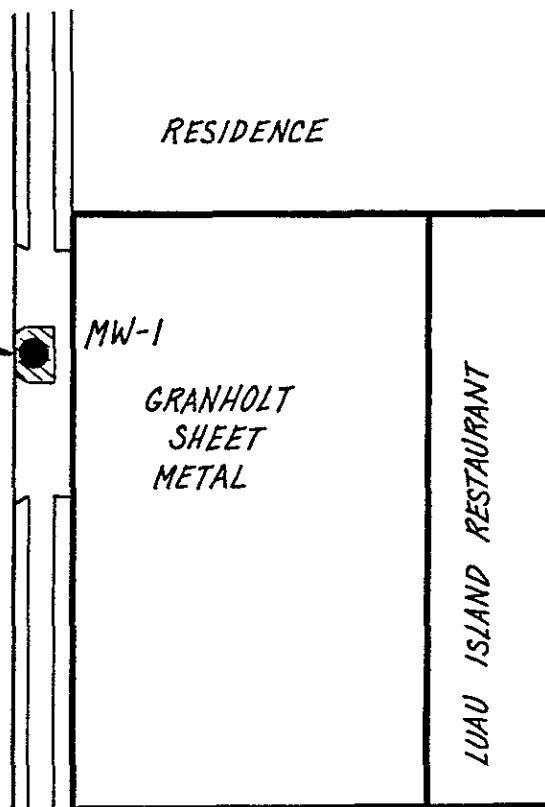 RESIDENCE
MW-1
GRANHOLT
SHEET
METAL
LUAU ISLAND RESTAURANT